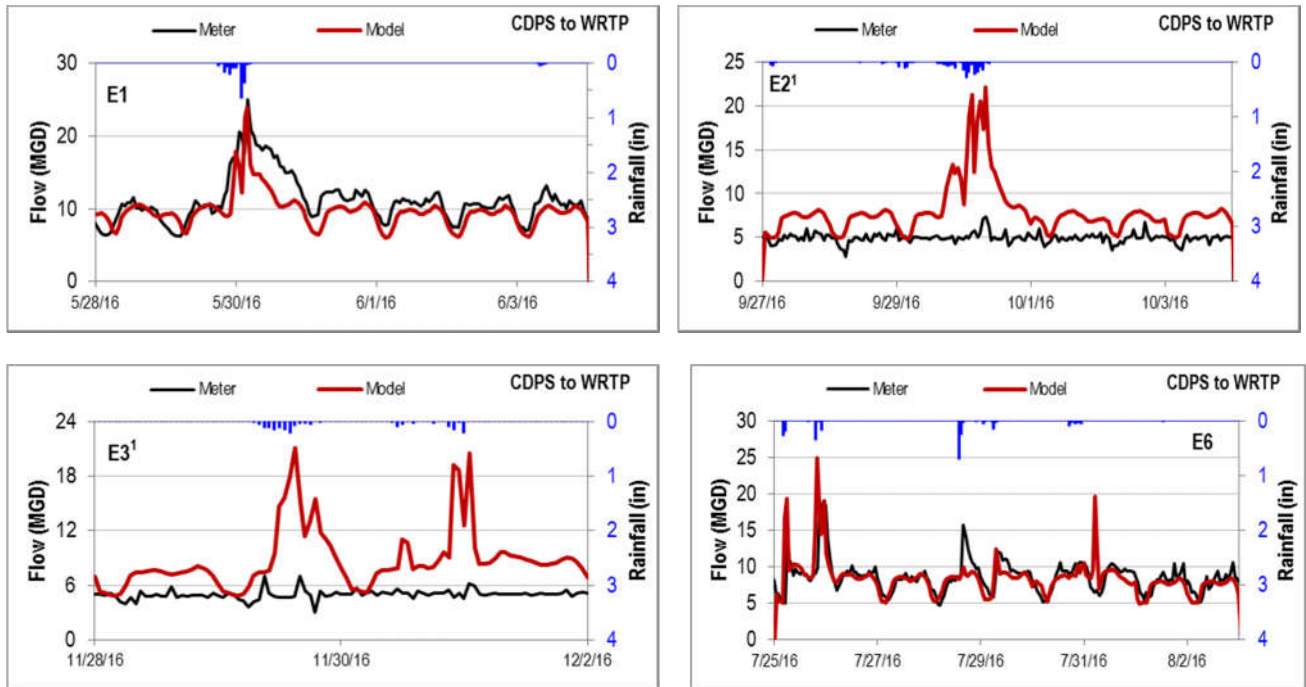 Meter Model CDPS to WRTP
30 0
E1
20 1
2
10 3
0 4
Flow (MGD)
Rainfall (in)
5/28/16 5/30/16 6/1/16 6/3/16
Meter Model CDPS to WRTP
25 0
E2¹
20 1
15
2
10
5 3
0 4
Flow (MGD)
Rainfall (in)
9/27/16 9/29/16 10/1/16 10/3/16
Meter Model CDPS to WRTP
24 0
E3¹
18 1
12 2
6 3
0 4
Flow (MGD)
Rainfall (in)
11/28/16 11/30/16 12/2/16
Meter Model CDPS to WRTP
30 0
E6
25
20 1
15 2
10
5 3
0 4
Flow (MGD)
Rainfall (in)
7/25/16 7/27/16 7/29/16 7/31/16 8/2/16